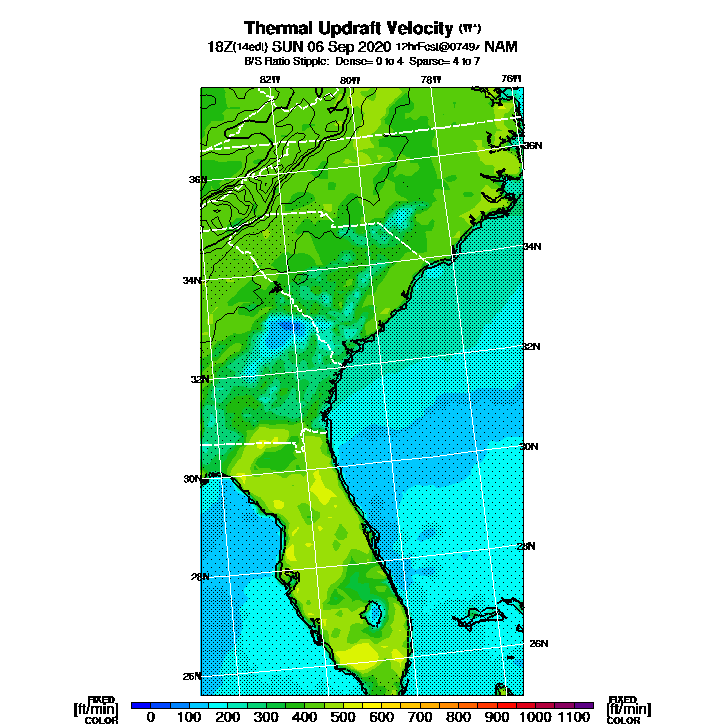 Thermal Updraft Velocity (W*)
18Z(14edt) SUN 06 Sep 2020 12hrFcst@0749z NAM
B/S Ratio Stipple: Dense= 0 to 4 Sparse= 4 to 7
82W 80W 78W 76W
36N
36N
34N
34N
32N
32N
30N
30N
28N
28N
26N
26N
FIXED FIXED
[ft/min] 0 100 200 300 400 500 600 700 800 900 1000 1100 [ft/min]
COLOR COLOR